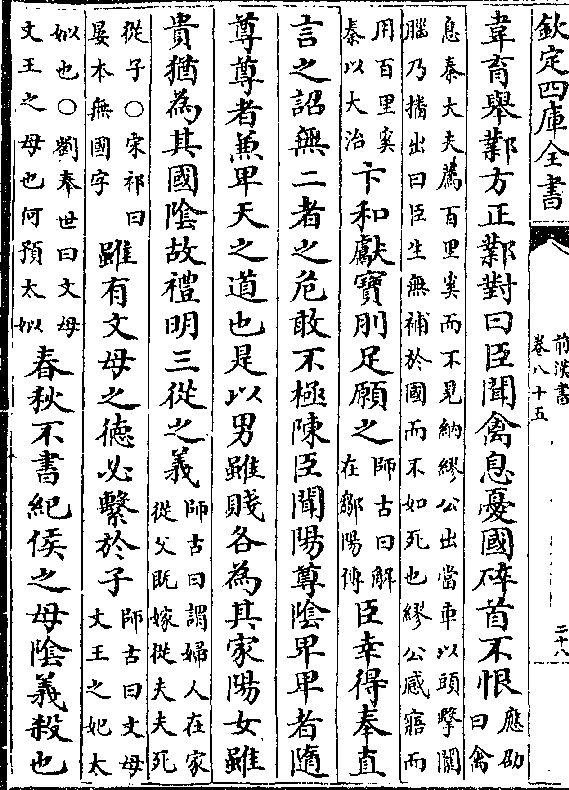 欽定四庫全書
前漢書
卷八十五
二十八
韋育舉鄴方正鄴對曰臣聞禽息憂國碎首不恨
應劭
曰禽
息秦大夫薦百里奚而不見納繆公出當車以頭擊闑
腦乃播出曰臣生無補於國而不如死也繆公感寤而
用百里奚
秦以大治
卞和獻寶刖足願之
師古曰解
在鄒陽傳
臣幸得奉直
言之詔無二者之危敢不極陳臣聞陽尊陰卑卑者隨
尊尊者兼卑天之道也是以男雖賤各為其家陽女雖
貴猶為其國陰故禮明三從之義
師古曰謂婦人在家
從父既嫁從夫夫死
從子○宋祁曰
晏本無國字
雖有文母之德必繫於子
師古曰文母
文王之妃太
姒也○劉奉世曰文母
文王之母也何預太姒
春秋不書紀侯之母陰義殺也